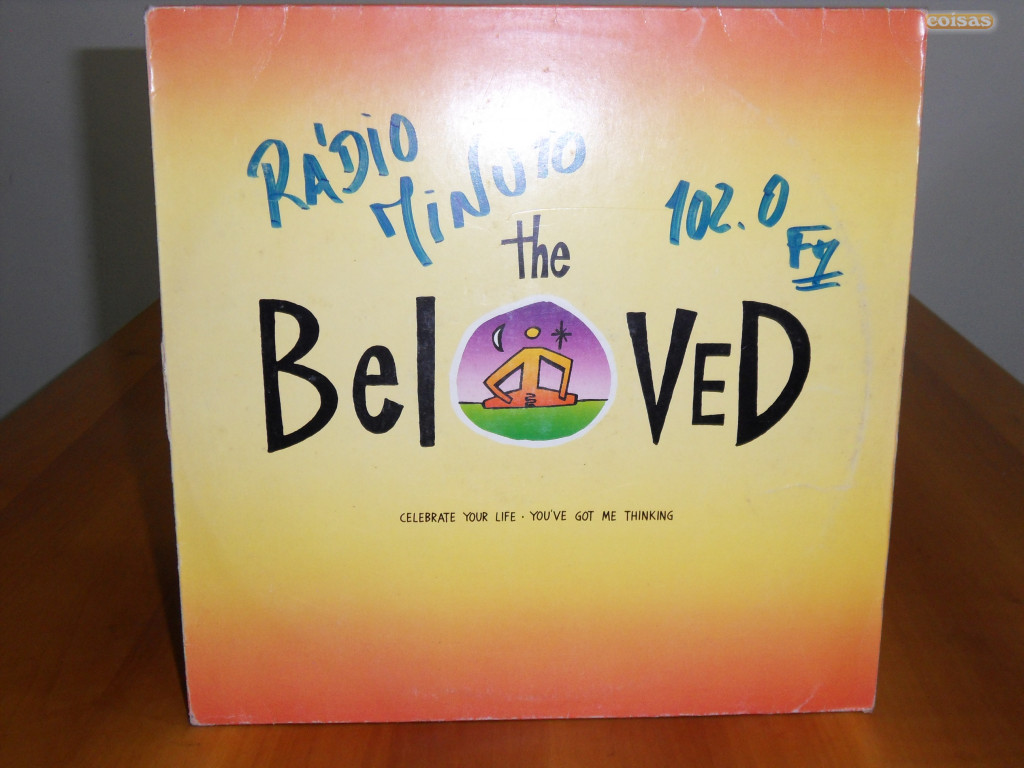 coisas
RÁDIO
MINUTO
102.0
FM
the
BelOVED
CELEBRATE YOUR LIFE · YOU'VE GOT ME THINKING